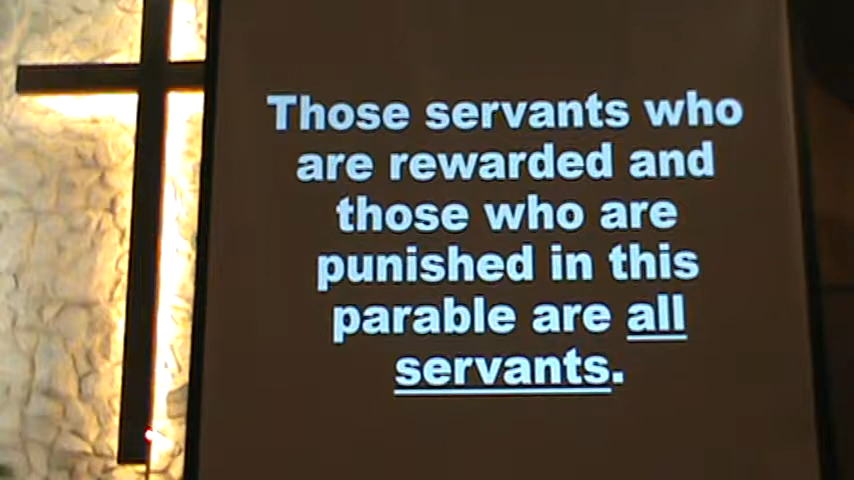 Those servants who
are rewarded and
those who are
punished in this
parable are all
servants.